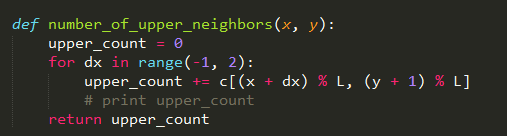 def number_of_upper_neighbors(x, y):
    upper_count = 0
    for dx in range(-1, 2):
        upper_count += c[(x + dx) % L, (y + 1) % L]
        # print upper_count
    return upper_count